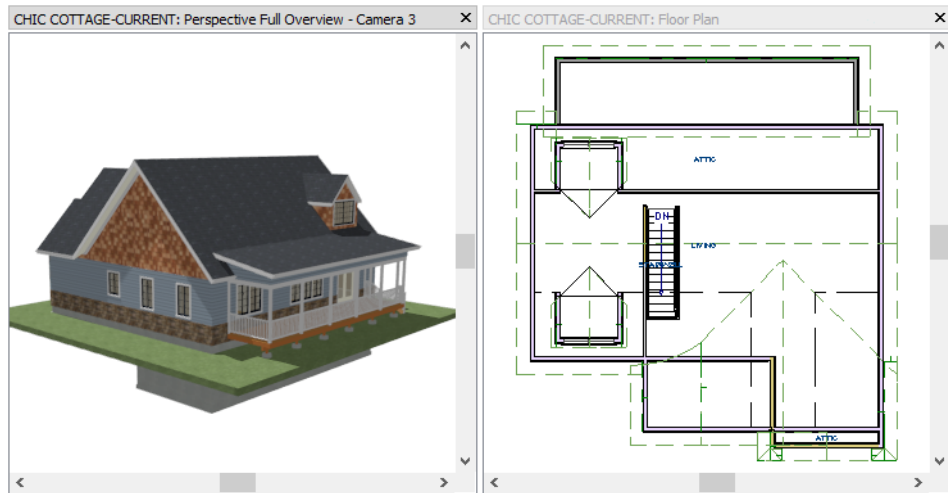 CHIC COTTAGE-CURRENT: Perspective Full Overview - Camera 3
CHIC COTTAGE-CURRENT: Floor Plan
ATTIC
DN
LIVING
ATTIC